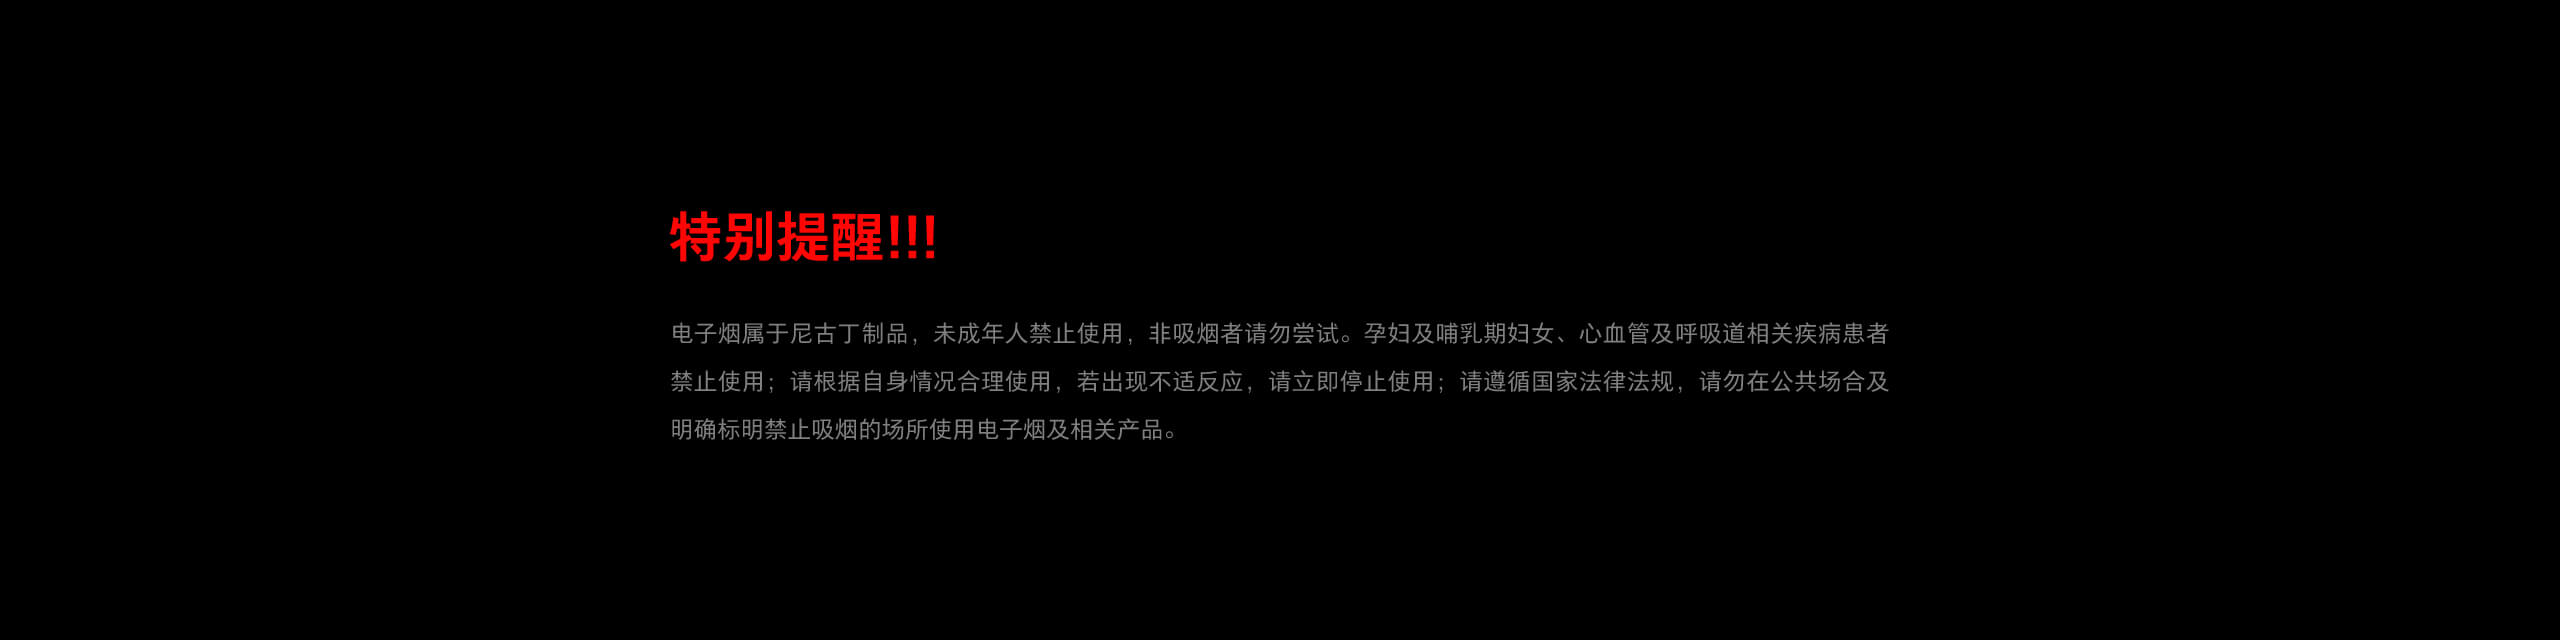 特别提醒!!!
电子烟属于尼古丁制品，未成年人禁止使用，非吸烟者请勿尝试。孕妇及哺乳期妇女、心血管及呼吸道相关疾病患者
禁止使用；请根据自身情况合理使用，若出现不适反应，请立即停止使用；请遵循国家法律法规，请勿在公共场合及
明确标明禁止吸烟的场所使用电子烟及相关产品。